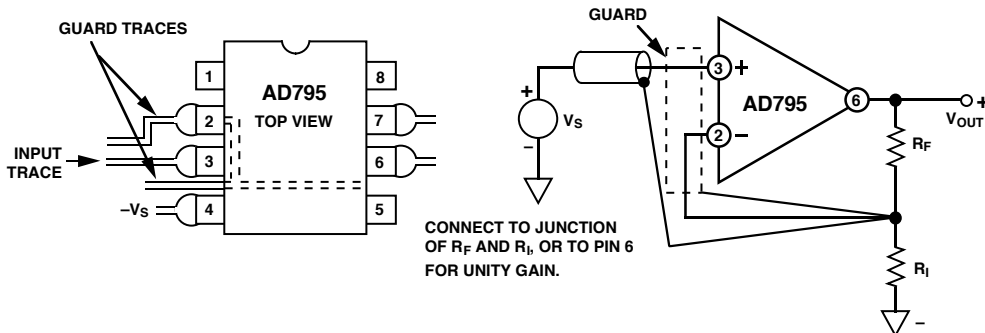 GUARD TRACES
INPUT
TRACE
–VS
1
2
3
4
8
7
6
5
AD795
TOP VIEW
GUARD
+
VS
–
3
+
2
–
AD795
6
+
VOUT
RF
RI
–
CONNECT TO JUNCTION
OF RF AND RI, OR TO PIN 6
FOR UNITY GAIN.